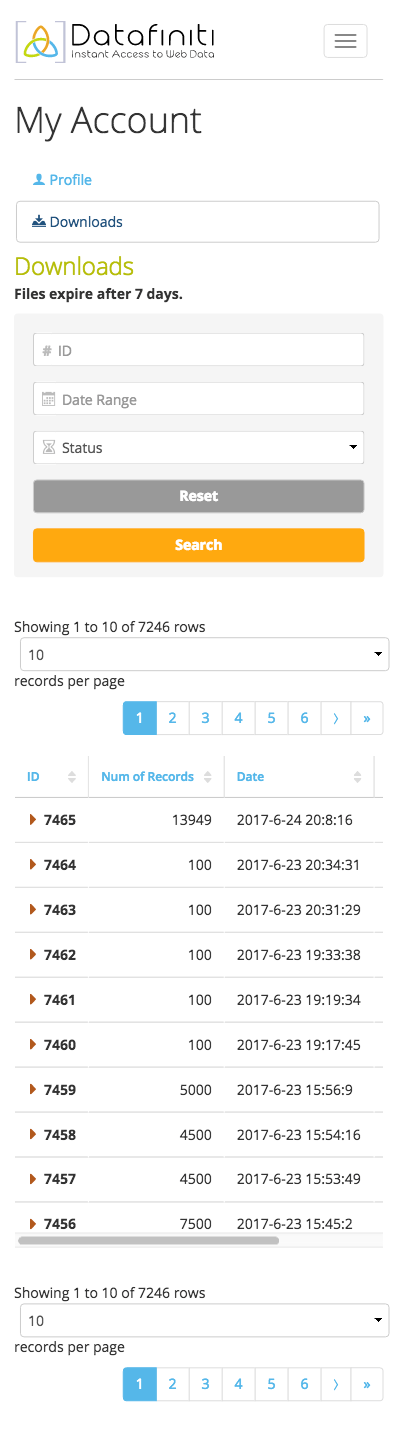 Datafiniti
Instant Access to Web Data
My Account
Profile
Downloads
Downloads
Files expire after 7 days.
# ID
Date Range
Status
Reset
Search
Showing 1 to 10 of 7246 rows
10
records per page
1 2 3 4 5 6 › »
ID Num of Records Date
7465 13949 2017-6-24 20:8:16
7464 100 2017-6-23 20:34:31
7463 100 2017-6-23 20:31:29
7462 100 2017-6-23 19:33:38
7461 100 2017-6-23 19:19:34
7460 100 2017-6-23 19:17:45
7459 5000 2017-6-23 15:56:9
7458 4500 2017-6-23 15:54:16
7457 4500 2017-6-23 15:53:49
7456 7500 2017-6-23 15:45:2
Showing 1 to 10 of 7246 rows
10
records per page
1 2 3 4 5 6 › »